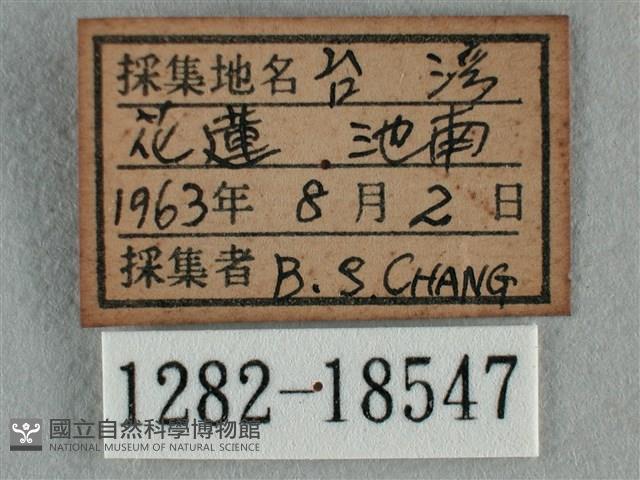 採集地名 台 湾
花蓮 池南
1963年 8月2日
採集者 B. S. CHANG
1282-18547
國立自然科學博物館
NATIONAL MUSEUM OF NATURAL SCIENCE